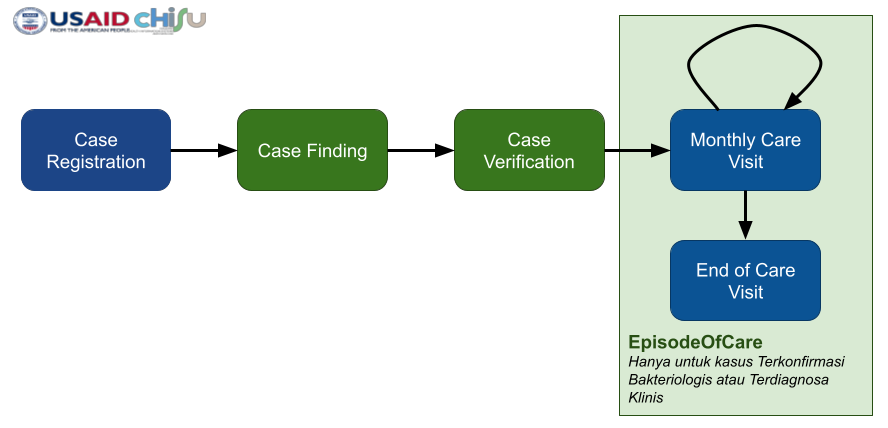 USAID CHISU
FROM THE AMERICAN PEOPLE
Case
Registration
Case Finding
Case
Verification
Monthly Care
Visit
End of Care
Visit
EpisodeOfCare
Hanya untuk kasus Terkonfirmasi
Bakteriologis atau Terdiagnosa
Klinis